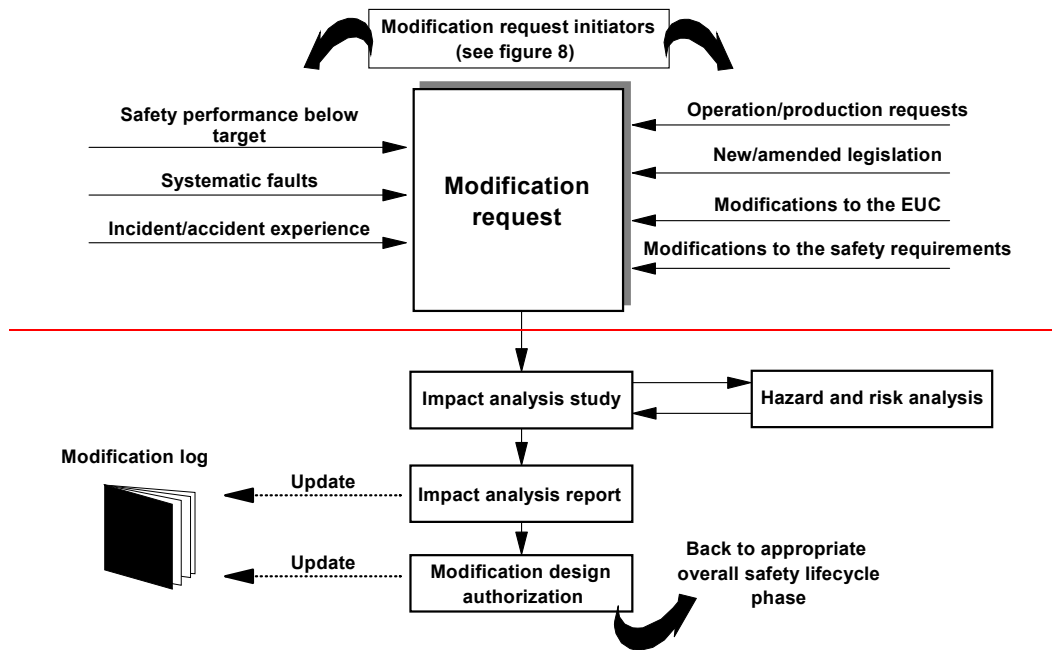 Modification request initiators
(see figure 8)
Safety performance below
target
Systematic faults
Incident/accident experience
Modification
request
Operation/production requests
New/amended legislation
Modifications to the EUC
Modifications to the safety requirements
Impact analysis study
Hazard and risk analysis
Modification log
Update
Impact analysis report
Update
Modification design
authorization
Back to appropriate
overall safety lifecycle
phase